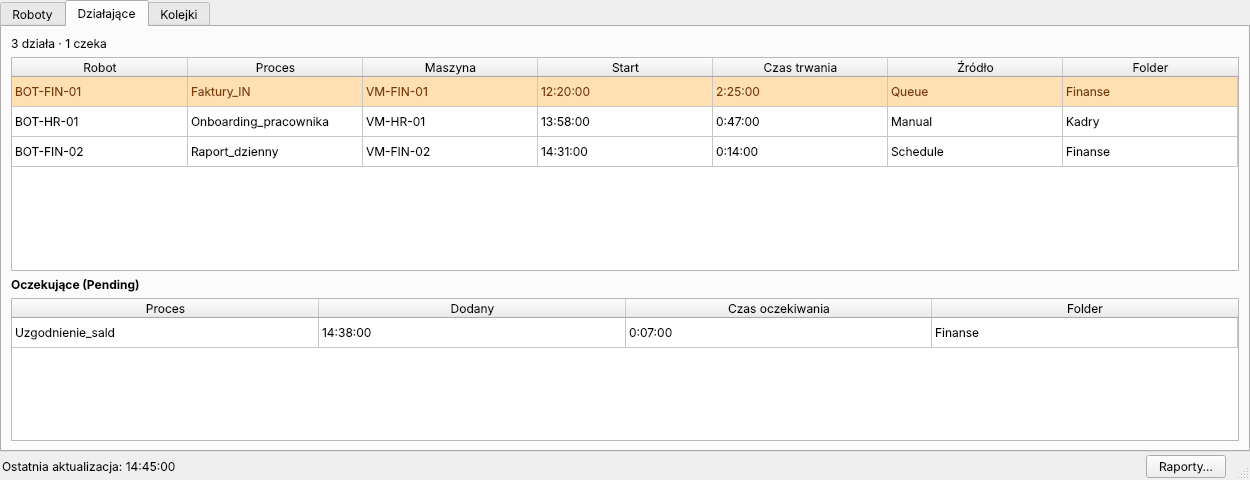 Roboty Działające Kolejki
3 działa · 1 czeka
Robot Proces Maszyna Start Czas trwania Źródło Folder
BOT-FIN-01 Faktury_IN VM-FIN-01 12:20:00 2:25:00 Queue Finanse
BOT-HR-01 Onboarding_pracownika VM-HR-01 13:58:00 0:47:00 Manual Kadry
BOT-FIN-02 Raport_dzienny VM-FIN-02 14:31:00 0:14:00 Schedule Finanse
Oczekujące (Pending)
Proces Dodany Czas oczekiwania Folder
Uzgodnienie_sald 14:38:00 0:07:00 Finanse
Ostatnia aktualizacja: 14:45:00 Raporty...